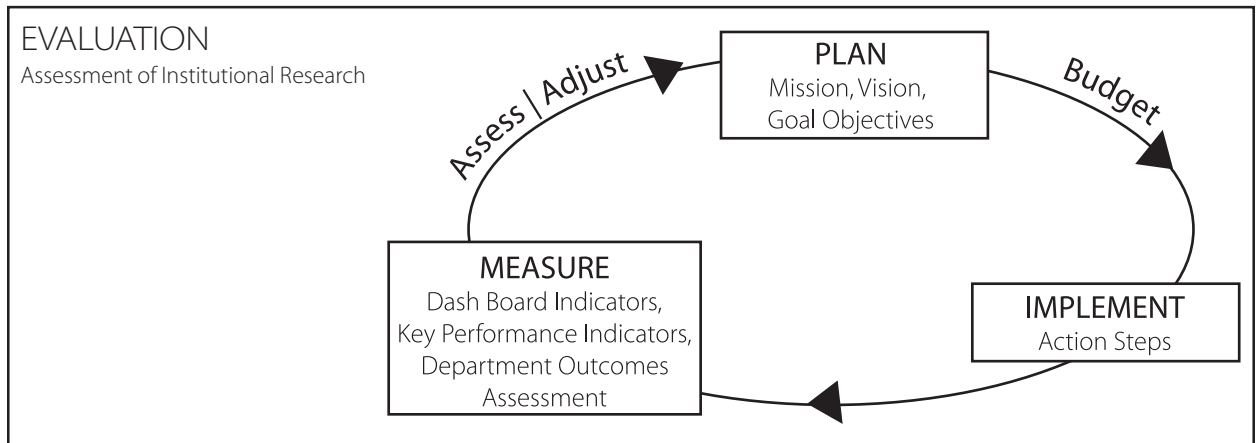 EVALUATION
Assessment of Institutional Research
Assess | Adjust
PLAN
Mission, Vision,
Goal Objectives
Budget
MEASURE
Dash Board Indicators,
Key Performance Indicators,
Department Outcomes
Assessment
IMPLEMENT
Action Steps